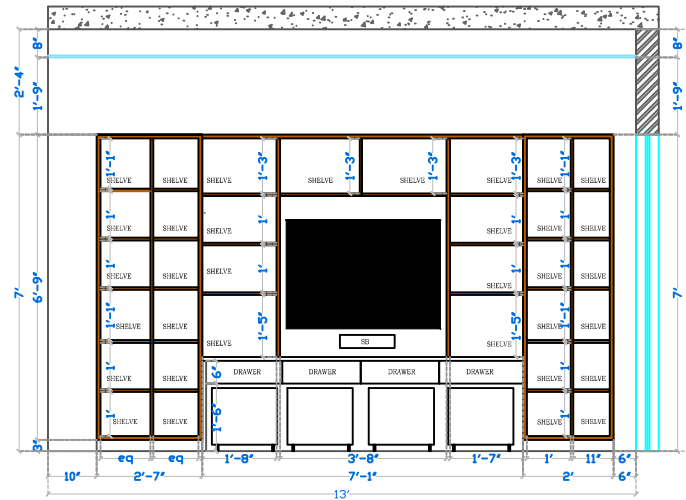 8" 8"
2'-4" 1'-9" 1'-9"
1'-1" 1'-3" 1'-3" 1'-3" 1'-3" 1'
SHELVE SHELVE SHELVE SHELVE SHELVE SHELVE SHELVE SHELVE
1' 1' 1' 1'
SHELVE SHELVE SHELVE SHELVE SHELVE SHELVE
1' 1' 1' 1'
SHELVE SHELVE SHELVE SHELVE SHELVE SHELVE
7' 6'-9" 7'
1'-1" 1'-5" 1'-5" 1'-1"
SHELVE SHELVE SHELVE SHELVE SHELVE SHELVE
SB
1' 6" DRAWER DRAWER DRAWER DRAWER 1'
SHELVE SHELVE SHELVE SHELVE
1' 1'-6" 1'
SHELVE SHELVE SHELVE SHELVE
3"
eq eq 1'-8" 3'-8" 1'-7" 1' 11" 6"
10" 2'-7" 7'-1" 2' 6"
13'